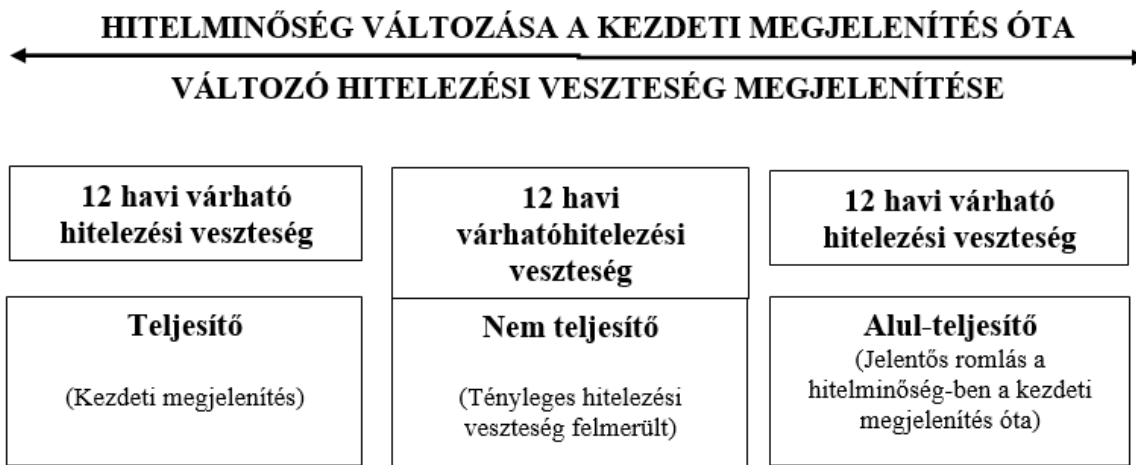 HITELMINŐSÉG VÁLTOZÁSA A KEZDETI MEGJELENÍTÉS ÓTA
VÁLTOZÓ HITELEZÉSI VESZTESÉG MEGJELENÍTÉSE
12 havi várható
hitelezési veszteség
12 havi
várhatóhitelezési
veszteség
12 havi várható
hitelezési veszteség
Teljesítő
(Kezdeti megjelenítés)
Nem teljesítő
(Tényleges hitelezési
veszteség felmerült)
Alul-teljesítő
(Jelentős romlás a
hitelminőség-ben a kezdeti
megjelenítés óta)